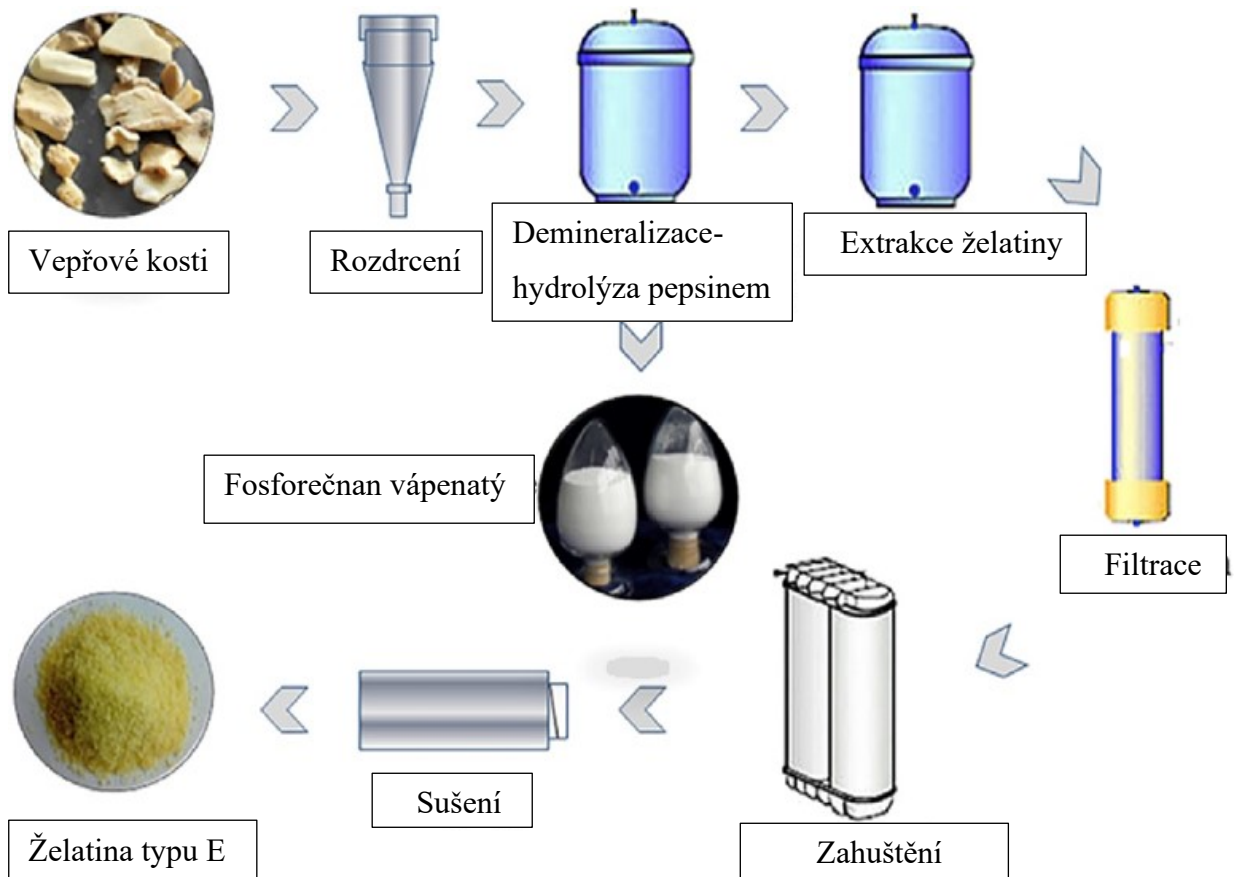 Vepřové kosti
Rozdrcení
Demineralizace-
hydrolýza pepsinem
Extrakce želatiny
Fosforečnan vápenatý
Filtrace
Sušení
Želatina typu E
Zahuštění